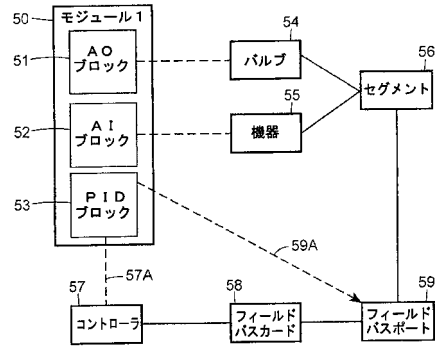 50
モジュール1
51
AO
ブロック
52
AI
ブロック
53
PID
ブロック
54
バルブ
55
機器
56
セグメント
57A
59A
57
コントローラ
58
フィールド
バスカード
59
フィールド
バスポート